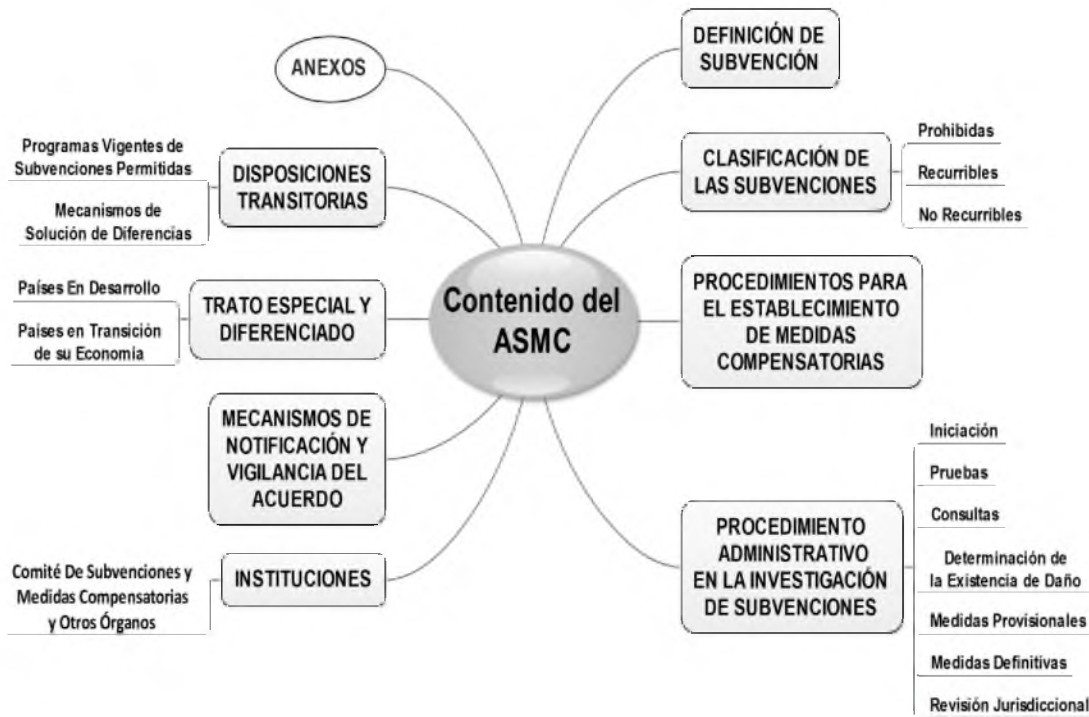 Contenido del
ASMC
DEFINICIÓN DE
SUBVENCIÓN
CLASIFICACIÓN DE
LAS SUBVENCIONES
Prohibidas
Recurribles
No Recurribles
PROCEDIMIENTOS PARA
EL ESTABLECIMIENTO
DE MEDIDAS
COMPENSATORIAS
PROCEDIMIENTO
ADMINISTRATIVO
EN LA INVESTIGACIÓN
DE SUBVENCIONES
Iniciación
Pruebas
Consultas
Determinación de
la Existencia de Daño
Medidas Provisionales
Medidas Definitivas
Revisión Jurisdiccional
ANEXOS
DISPOSICIONES
TRANSITORIAS
Programas Vigentes de
Subvenciones Permitidas
Mecanismos de
Solución de Diferencias
TRATO ESPECIAL Y
DIFERENCIADO
Países En Desarrollo
Países en Transición
de su Economía
MECANISMOS DE
NOTIFICACIÓN Y
VIGILANCIA DEL
ACUERDO
INSTITUCIONES
Comité De Subvenciones y
Medidas Compensatorias
y Otros Órganos